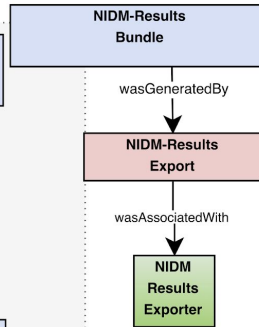 NIDM-Results
Bundle
wasGeneratedBy
NIDM-Results
Export
wasAssociatedWith
NIDM
Results
Exporter